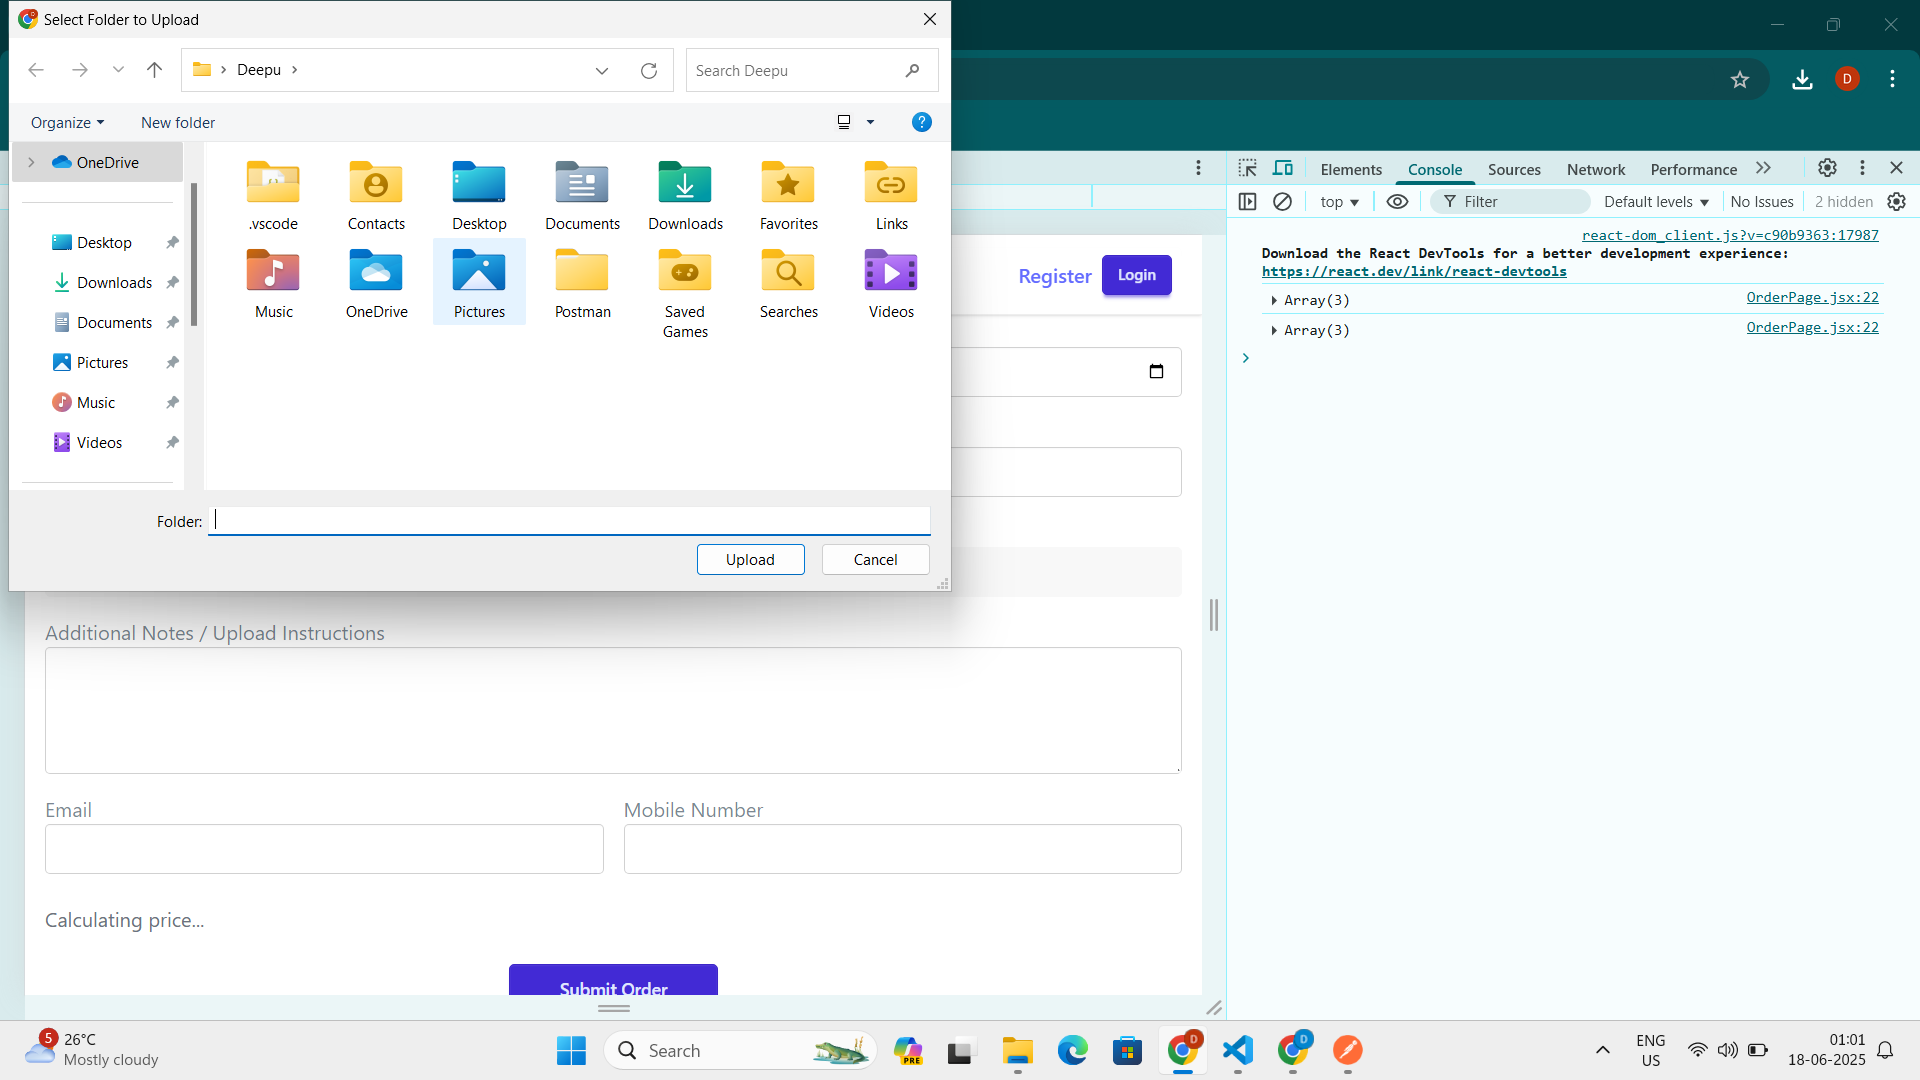 Select Folder to Upload
Deepu
Search Deepu
D
Organize
New folder
?
OneDrive
Desktop
Downloads
Documents
Pictures
Music
Videos
.vscode
Contacts
Desktop
Documents
Downloads
Favorites
Links
Music
OneDrive
Pictures
Postman
Saved
Games
Searches
Videos
Folder:
Upload
Cancel
Register
Login
Additional Notes / Upload Instructions
Email
Mobile Number
Calculating price...
Submit Order
Elements
Console
Sources
Network
Performance
top
Filter
Default levels
No Issues
2 hidden
react-dom_client.js?v=c90b9363:17987
Download the React DevTools for a better development experience:
https://react.dev/link/react-devtools
Array(3)
OrderPage.jsx:22
Array(3)
OrderPage.jsx:22
5
26°C
Mostly cloudy
Search
PRE
D
D
ENG
US
01:01
18-06-2025